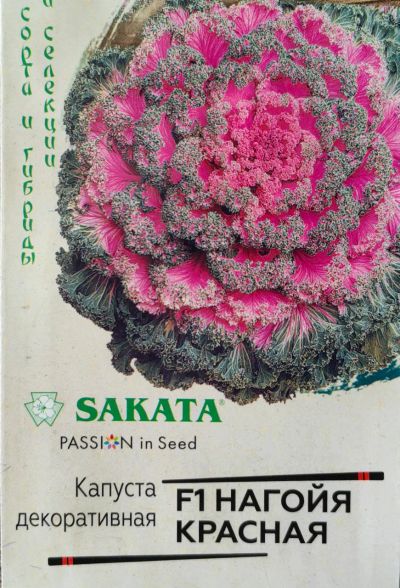 сорта и гибриды
и селекции
SAKATA®
PASSION in Seed
Капуста
декоративная
F1 НАГОЙЯ
КРАСНАЯ